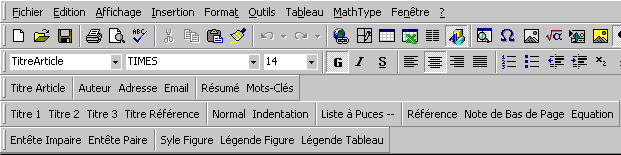 Fichier Edition Affichage Insertion Format Outils Tableau MathType Fenêtre ?
ABC Ω √α
TitreArticle TIMES 14 G I S
Titre Article Auteur Adresse Email Résumé Mots-Clés
Titre 1 Titre 2 Titre 3 Titre Référence Normal Indentation Liste à Puces -- Référence Note de Bas de Page Equation
Entête Impaire Entête Paire Syle Figure Légende Figure Légende Tableau